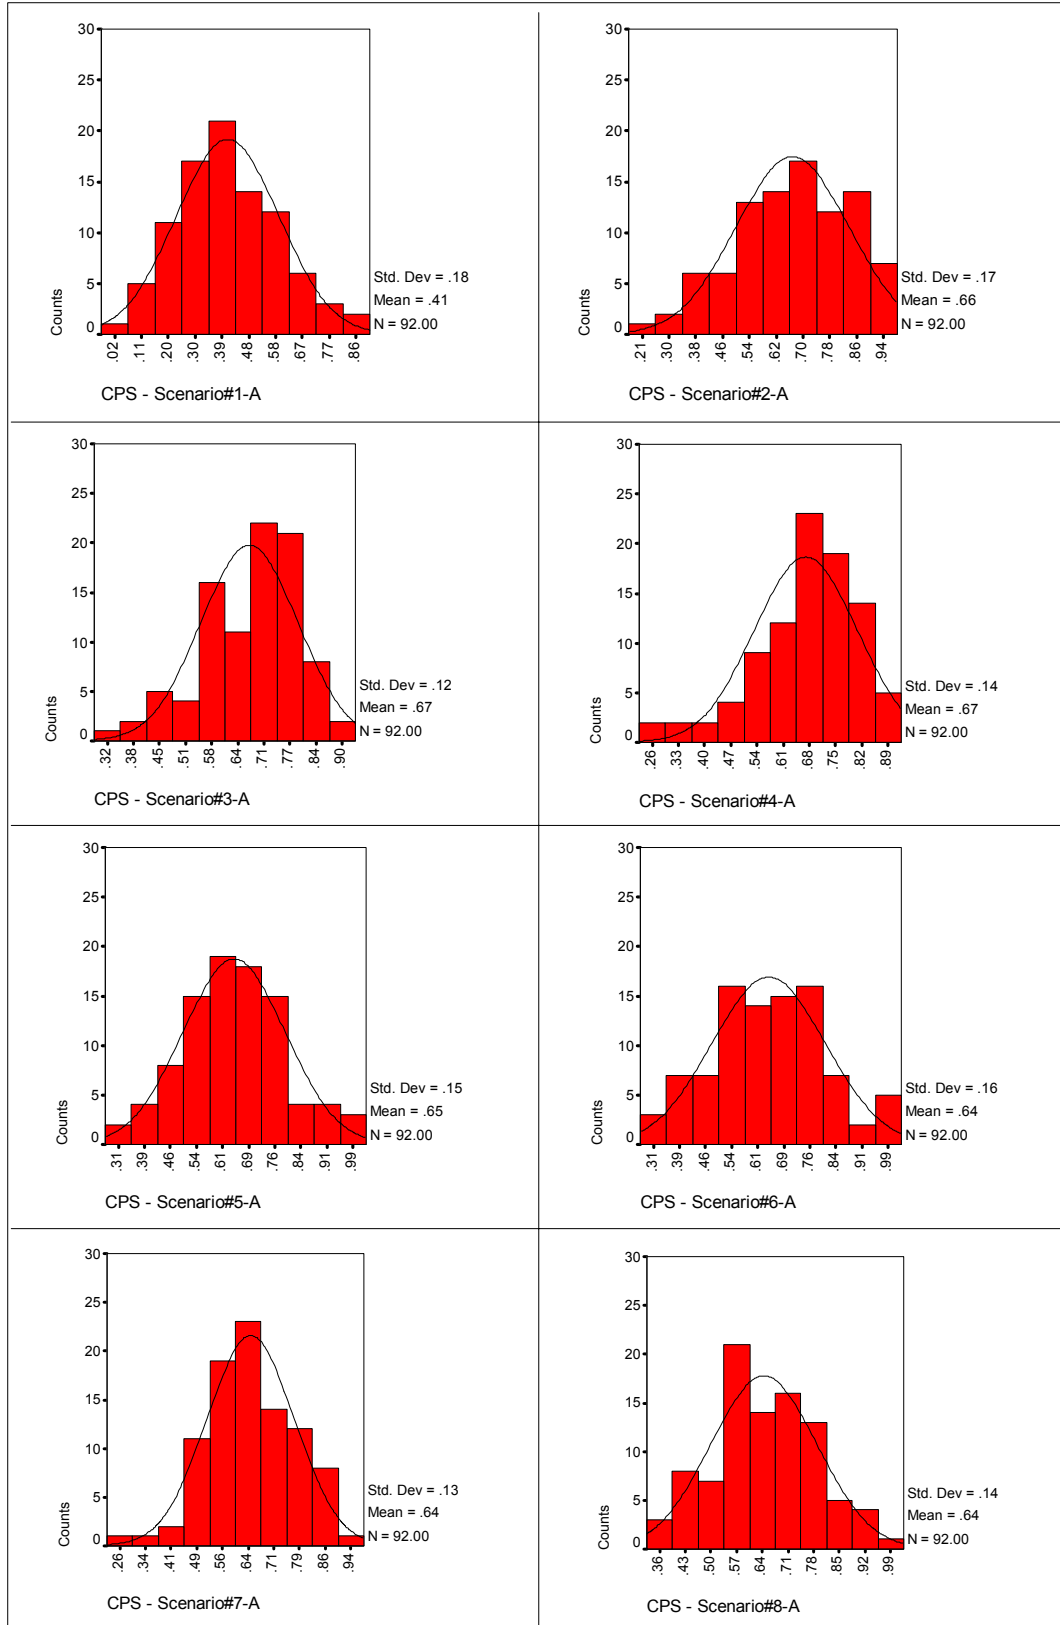 30
25
20
15
10
5
0
Counts
.02 .11 .20 .30 .39 .48 .58 .67 .77 .86
Std. Dev = .18
Mean = .41
N = 92.00
CPS - Scenario#1-A
30
25
20
15
10
5
0
Counts
.21 .30 .38 .46 .54 .62 .70 .78 .86 .94
Std. Dev = .17
Mean = .66
N = 92.00
CPS - Scenario#2-A
30
25
20
15
10
5
0
Counts
.32 .38 .45 .51 .58 .64 .71 .77 .84 .90
Std. Dev = .12
Mean = .67
N = 92.00
CPS - Scenario#3-A
30
25
20
15
10
5
0
Counts
.26 .33 .40 .47 .54 .61 .68 .75 .82 .89
Std. Dev = .14
Mean = .67
N = 92.00
CPS - Scenario#4-A
30
25
20
15
10
5
0
Counts
.31 .39 .46 .54 .61 .69 .76 .84 .91 .99
Std. Dev = .15
Mean = .65
N = 92.00
CPS - Scenario#5-A
30
25
20
15
10
5
0
Counts
.31 .39 .46 .54 .61 .69 .76 .84 .91 .99
Std. Dev = .16
Mean = .64
N = 92.00
CPS - Scenario#6-A
30
25
20
15
10
5
0
Counts
.26 .34 .41 .49 .56 .64 .71 .79 .86 .94
Std. Dev = .13
Mean = .64
N = 92.00
CPS - Scenario#7-A
30
25
20
15
10
5
0
Counts
.36 .43 .50 .57 .64 .71 .78 .85 .92 .99
Std. Dev = .14
Mean = .64
N = 92.00
CPS - Scenario#8-A